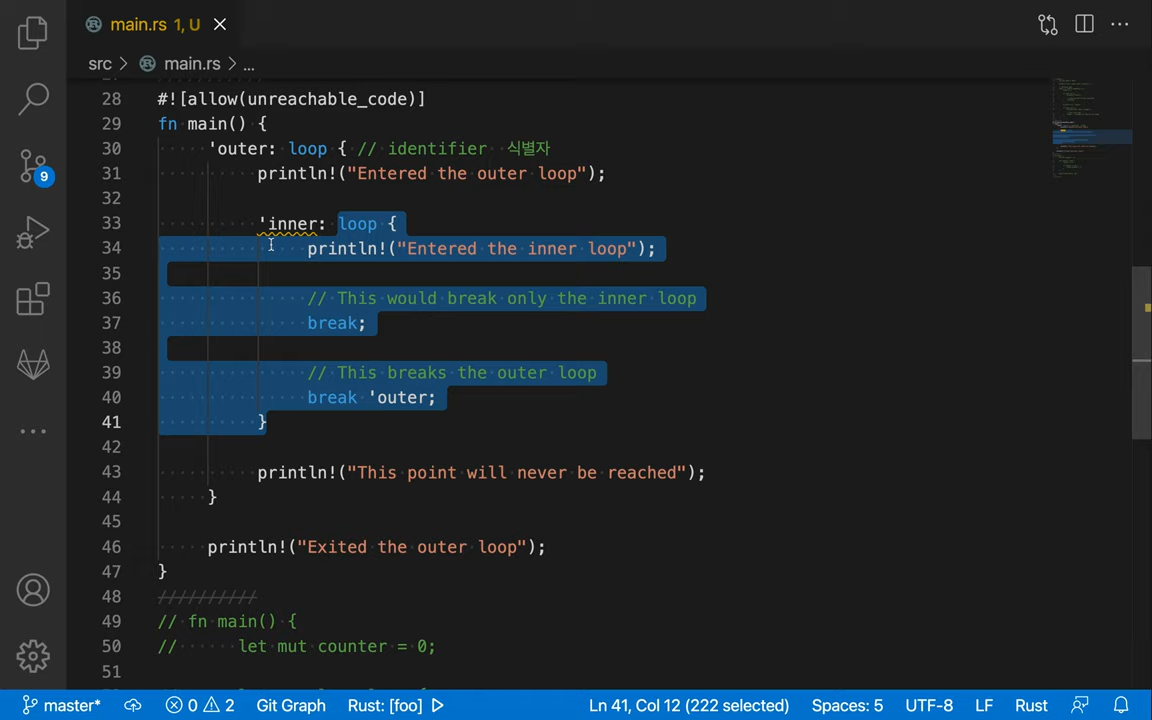 main.rs 1, U
src > main.rs > ...
28 #![allow(unreachable_code)]
29 fn main() {
30 'outer: loop { // identifier 식별자
31 println!("Entered the outer loop");
32
33 'inner: loop {
34 println!("Entered the inner loop");
35
36 // This would break only the inner loop
37 break;
38
39 // This breaks the outer loop
40 break 'outer;
41 }
42
43 println!("This point will never be reached");
44 }
45
46 println!("Exited the outer loop");
47 }
48 //////////
49 // fn main() {
50 // let mut counter = 0;
51
9
master* 0 2 Git Graph Rust: [foo] Ln 41, Col 12 (222 selected) Spaces: 5 UTF-8 LF Rust